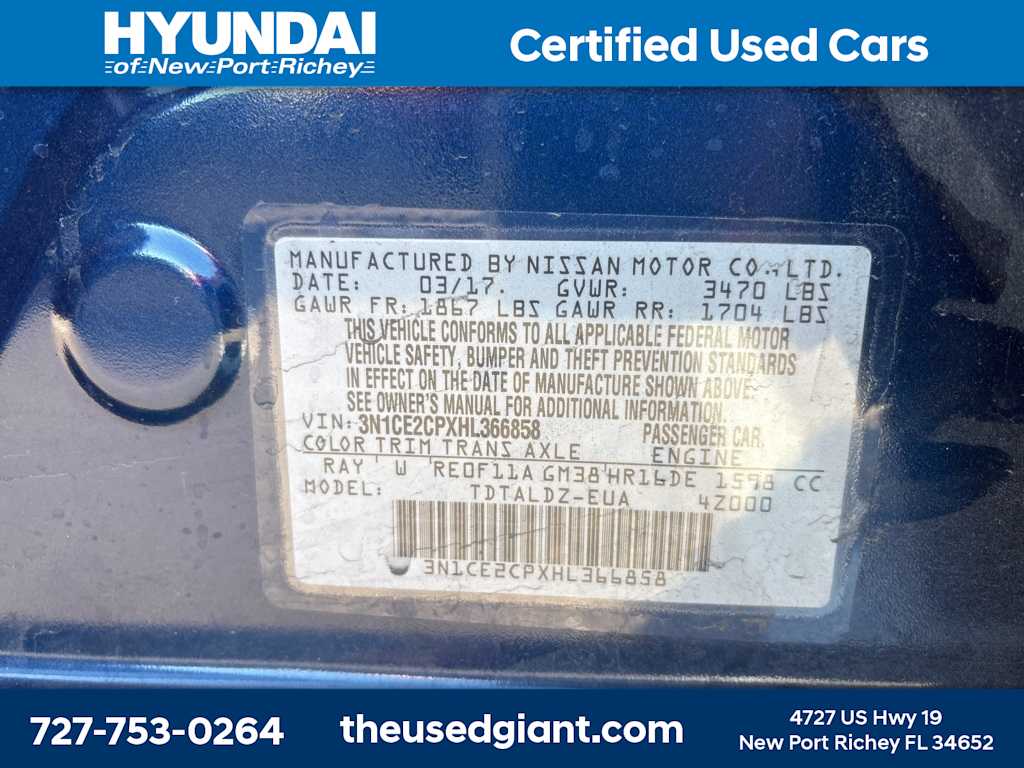 HYUNDAI
of New Port Richey
Certified Used Cars
MANUFACTURED BY NISSAN MOTOR CO., LTD.
DATE: 03/17. GVWR: 3470 LBS
GAWR FR: 1867 LBS GAWR RR: 1704 LBS
THIS VEHICLE CONFORMS TO ALL APPLICABLE FEDERAL MOTOR
VEHICLE SAFETY, BUMPER AND THEFT PREVENTION STANDARDS
IN EFFECT ON THE DATE OF MANUFACTURE SHOWN ABOVE.
SEE OWNER'S MANUAL FOR ADDITIONAL INFORMATION.
VIN: 3N1CE2CPXHL366858 PASSENGER CAR.
COLOR TRIM TRANS AXLE ENGINE
RAY W RE0F11A GM38 HR16DE 1598 CC
MODEL: TDTALDZ-EUA 4Z000
3N1CE2CPXHL366858
727-753-0264
theusedgiant.com
4727 US Hwy 19
New Port Richey FL 34652